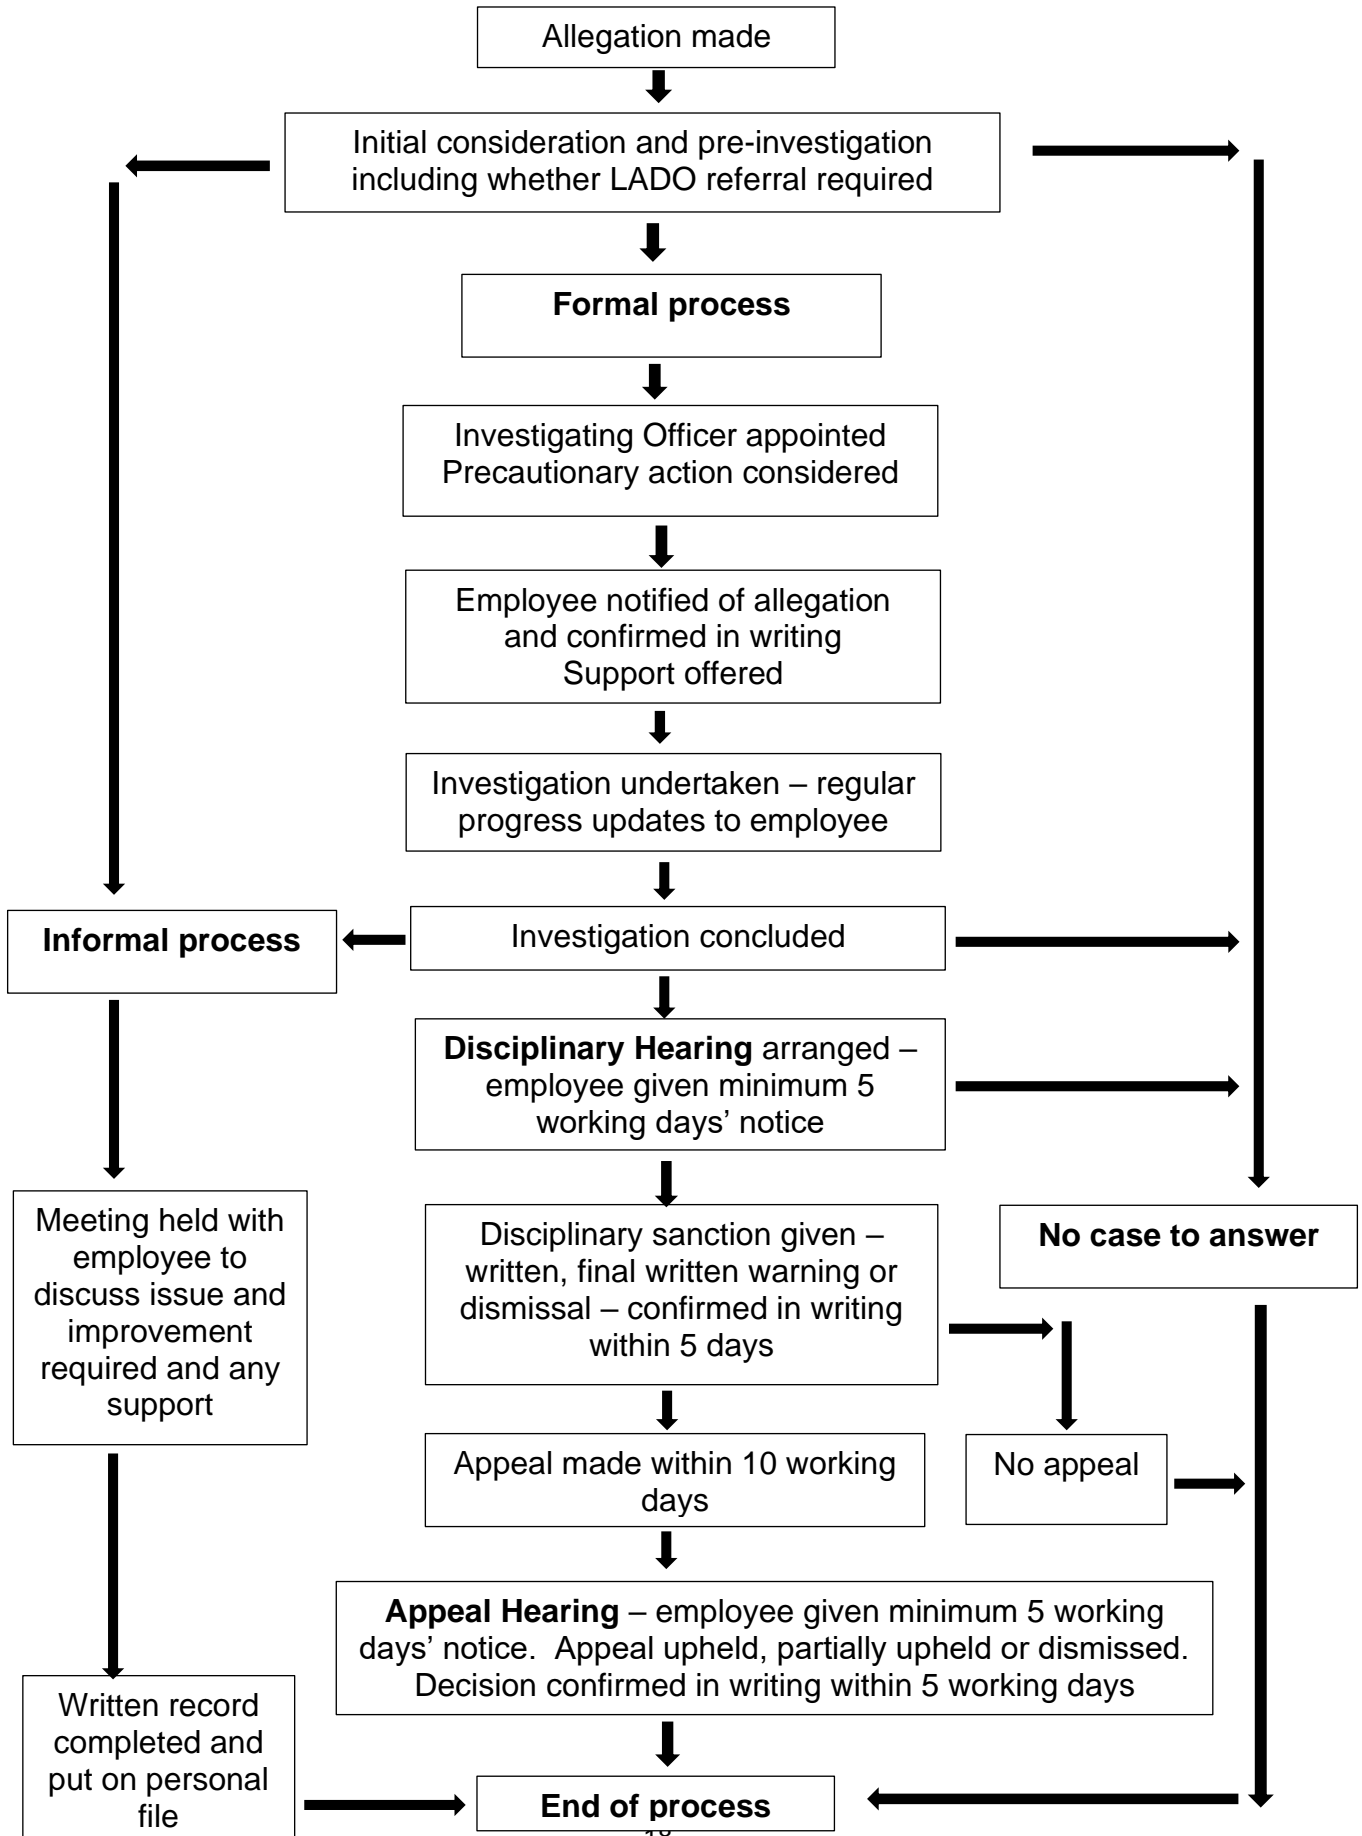 Allegation made
Initial consideration and pre-investigation
including whether LADO referral required
Formal process
Investigating Officer appointed
Precautionary action considered
Employee notified of allegation
and confirmed in writing
Support offered
Investigation undertaken – regular
progress updates to employee
Informal process
Investigation concluded
Disciplinary Hearing arranged –
employee given minimum 5
working days’ notice
Meeting held with
employee to
discuss issue and
improvement
required and any
support
Disciplinary sanction given –
written, final written warning or
dismissal – confirmed in writing
within 5 days
No case to answer
Appeal made within 10 working
days
No appeal
Appeal Hearing – employee given minimum 5 working
days’ notice.  Appeal upheld, partially upheld or dismissed.
Decision confirmed in writing within 5 working days
Written record
completed and
put on personal
file
End of process